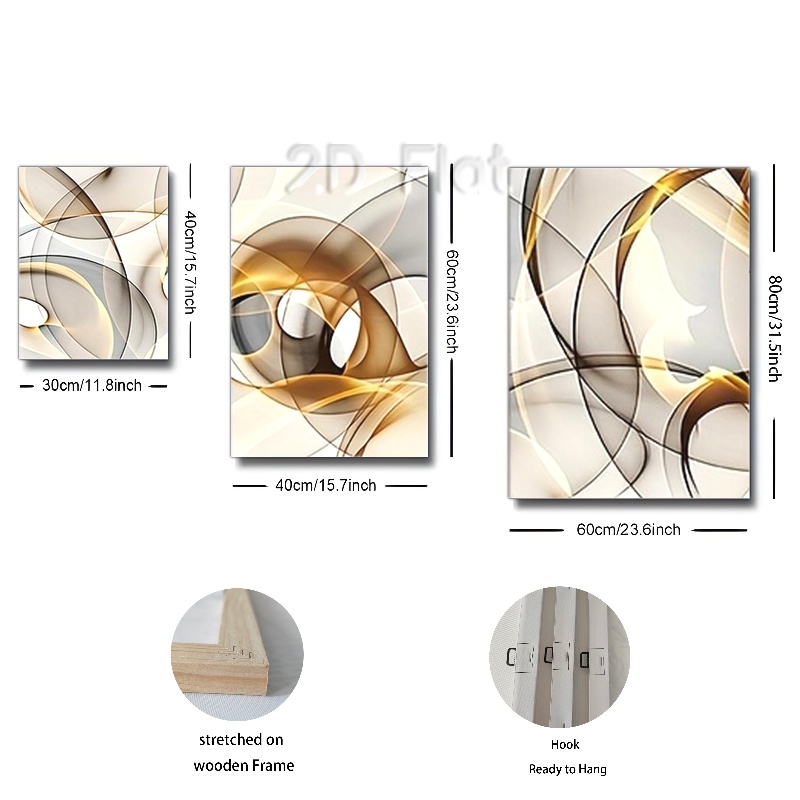 2D Flat
40cm/15.7inch
30cm/11.8inch
60cm/23.6inch
40cm/15.7inch
80cm/31.5inch
60cm/23.6inch
stretched on
wooden Frame
Hook
Ready to Hang